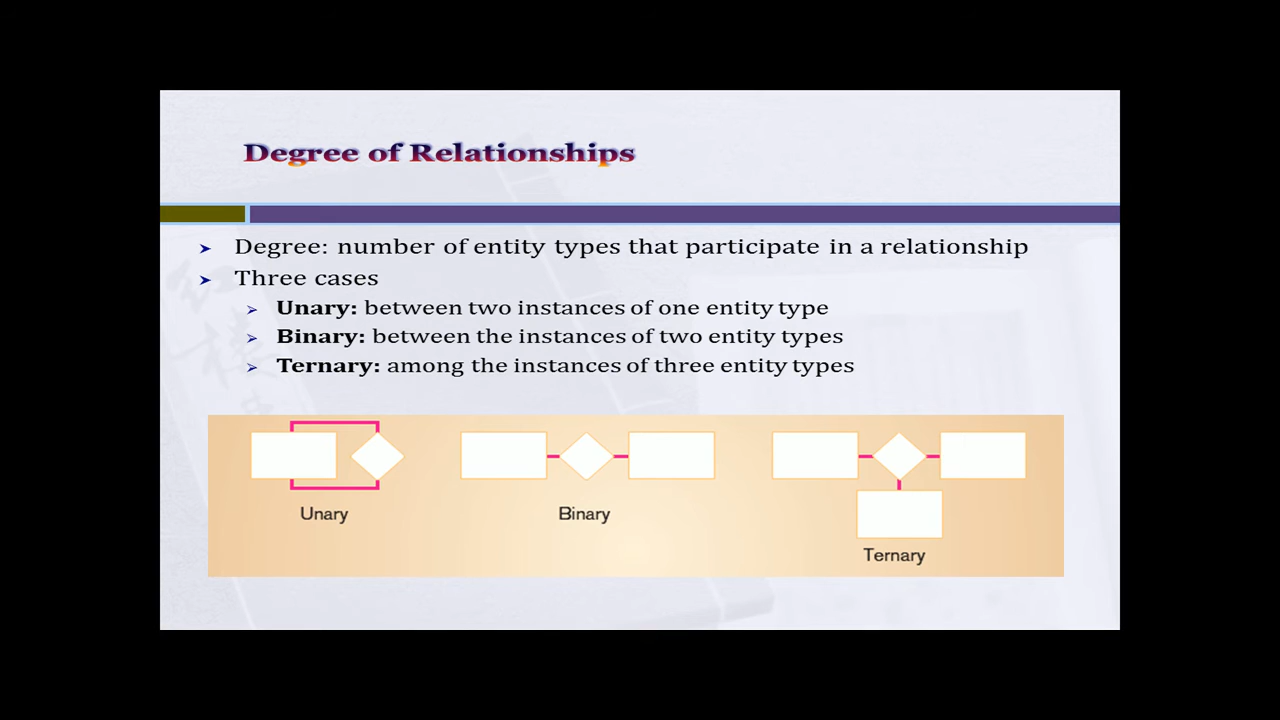 Degree of Relationships
Degree: number of entity types that participate in a relationship
Three cases
Unary: between two instances of one entity type
Binary: between the instances of two entity types
Ternary: among the instances of three entity types
Unary
Binary
Ternary